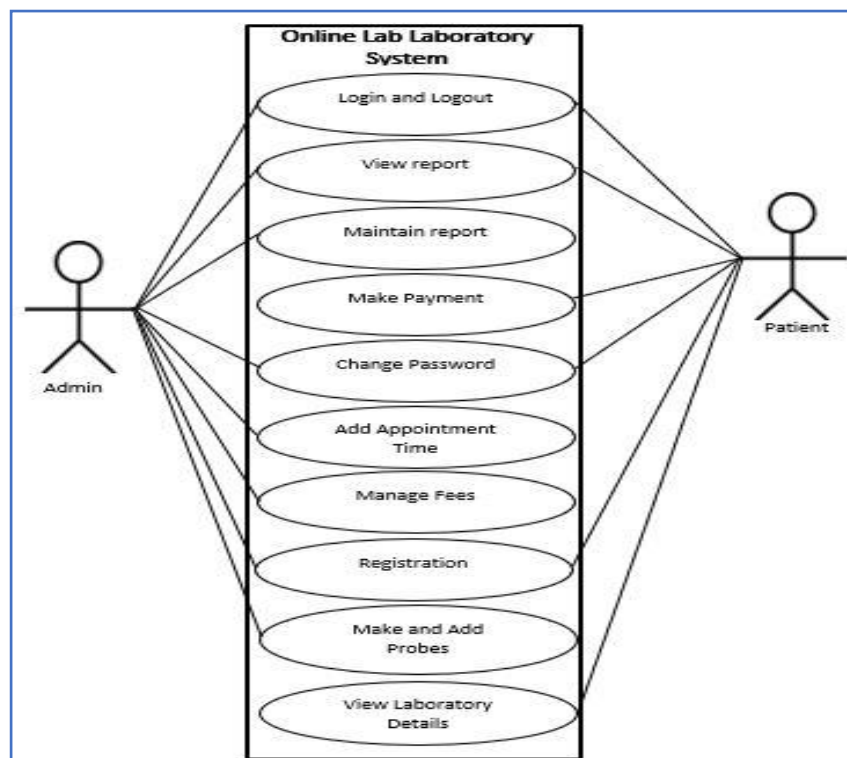 Online Lab Laboratory
System
Login and Logout
View report
Maintain report
Make Payment
Change Password
Add Appointment
Time
Manage Fees
Registration
Make and Add
Probes
View Laboratory
Details
Admin
Patient